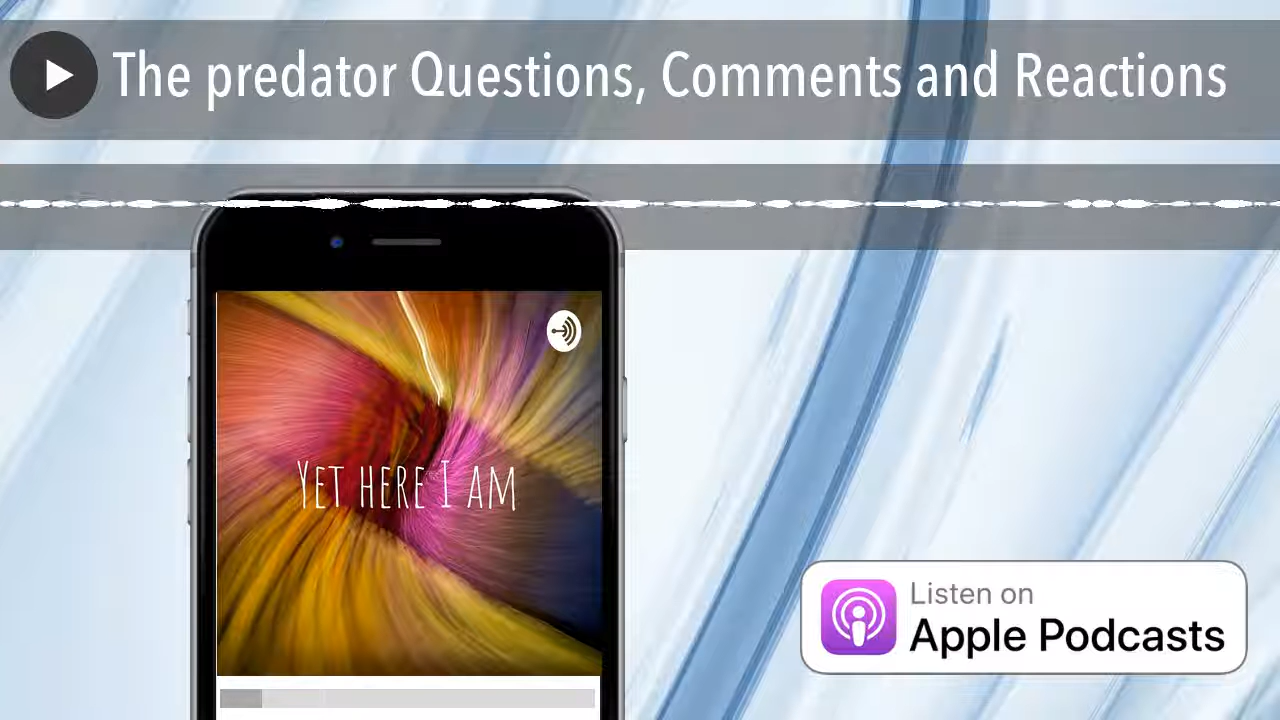 The predator Questions, Comments and Reactions
Yet here I am
Listen on
Apple Podcasts